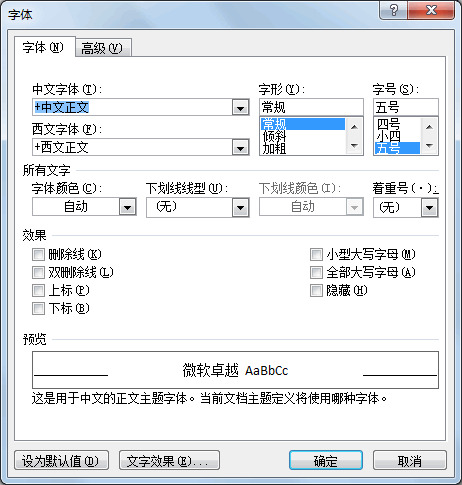 字体
字体(N) 高级(V)
中文字体(T): 字形(Y): 字号(S):
+中文正文 常规 五号
西文字体(F): 常规 四号
+西文正文 倾斜 小四
加粗 五号
所有文字
字体颜色(C): 下划线线型(U): 下划线颜色(I): 着重号(·):
自动 (无) 自动 (无)
效果
删除线(K) 小型大写字母(M)
双删除线(L) 全部大写字母(A)
上标(P) 隐藏(H)
下标(B)
预览
微软卓越 AaBbCc
这是用于中文的正文主题字体。当前文档主题定义将使用哪种字体。
设为默认值(D) 文字效果(E)... 确定 取消